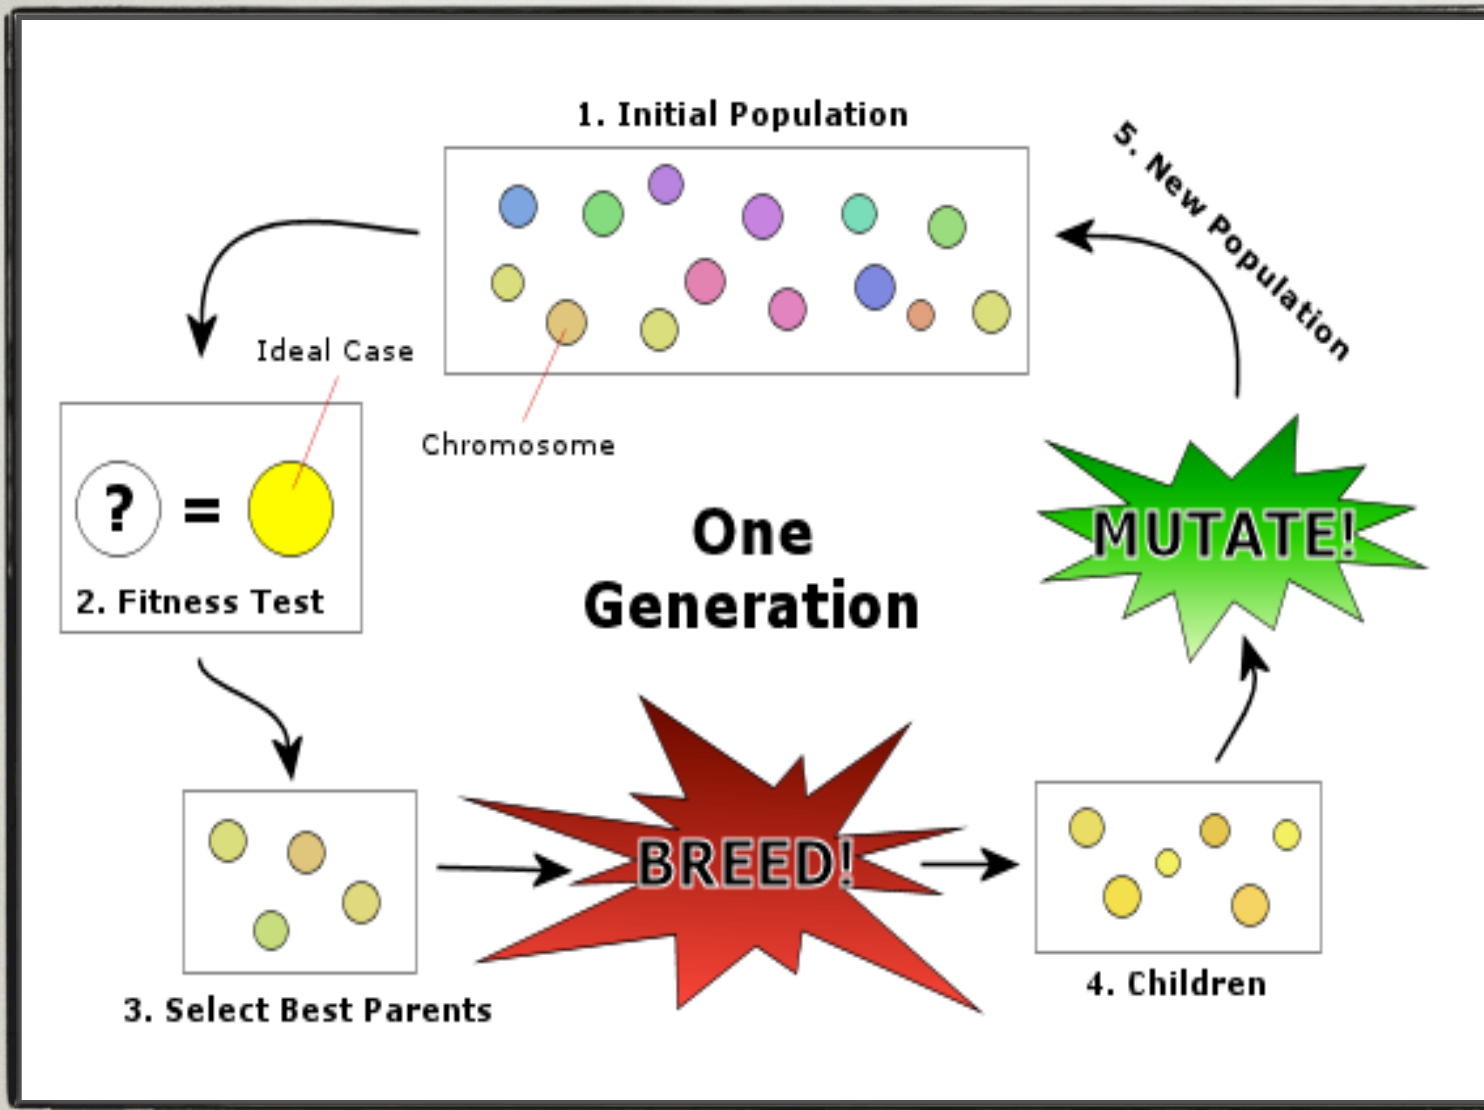 1. Initial Population
5. New Population
Ideal Case
Chromosome
? =
2. Fitness Test
One
Generation
MUTATE!
BREED!
3. Select Best Parents
4. Children